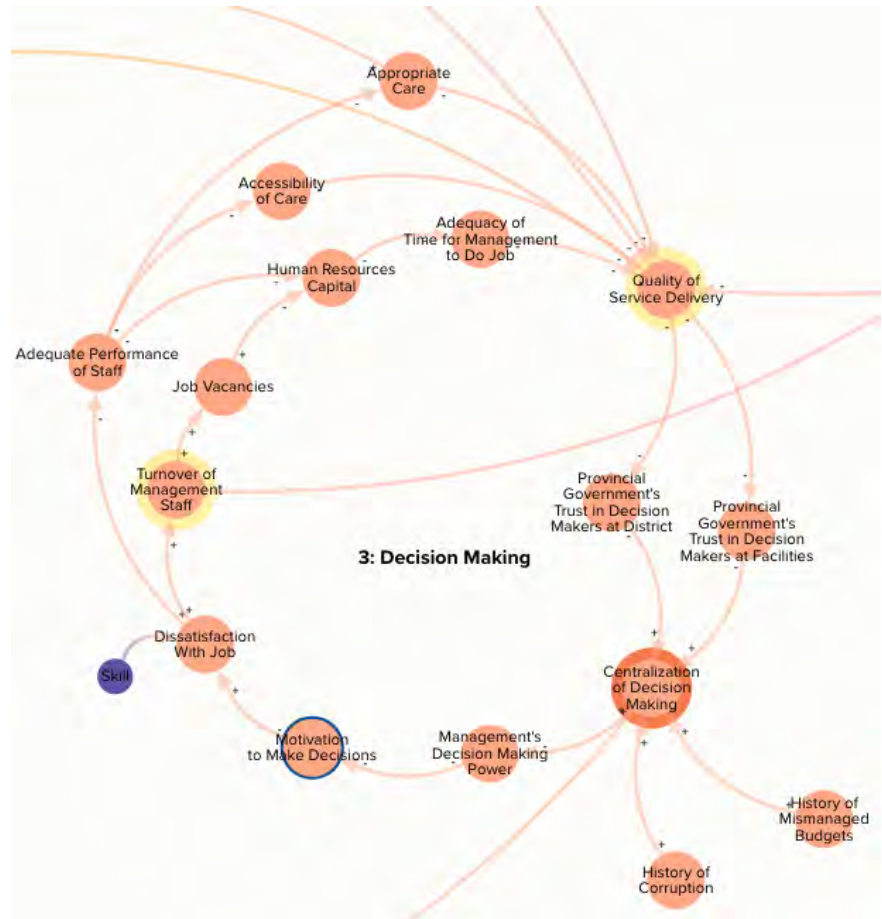 Appropriate
Care
Accessibility
of Care
Adequacy of
Time for Management
to Do Job
Human Resources
Capital
Quality of
Service Delivery
Adequate Performance
of Staff
Job Vacancies
Turnover of
Management
Staff
Provincial
Government's
Trust in Decision
Makers at District
Provincial
Government's
Trust in Decision
Makers at Facilities
3: Decision Making
Dissatisfaction
With Job
Skill
Centralization
of Decision
Making
Motivation
to Make Decisions
Management's
Decision Making
Power
History of
Mismanaged
Budgets
History of
Corruption